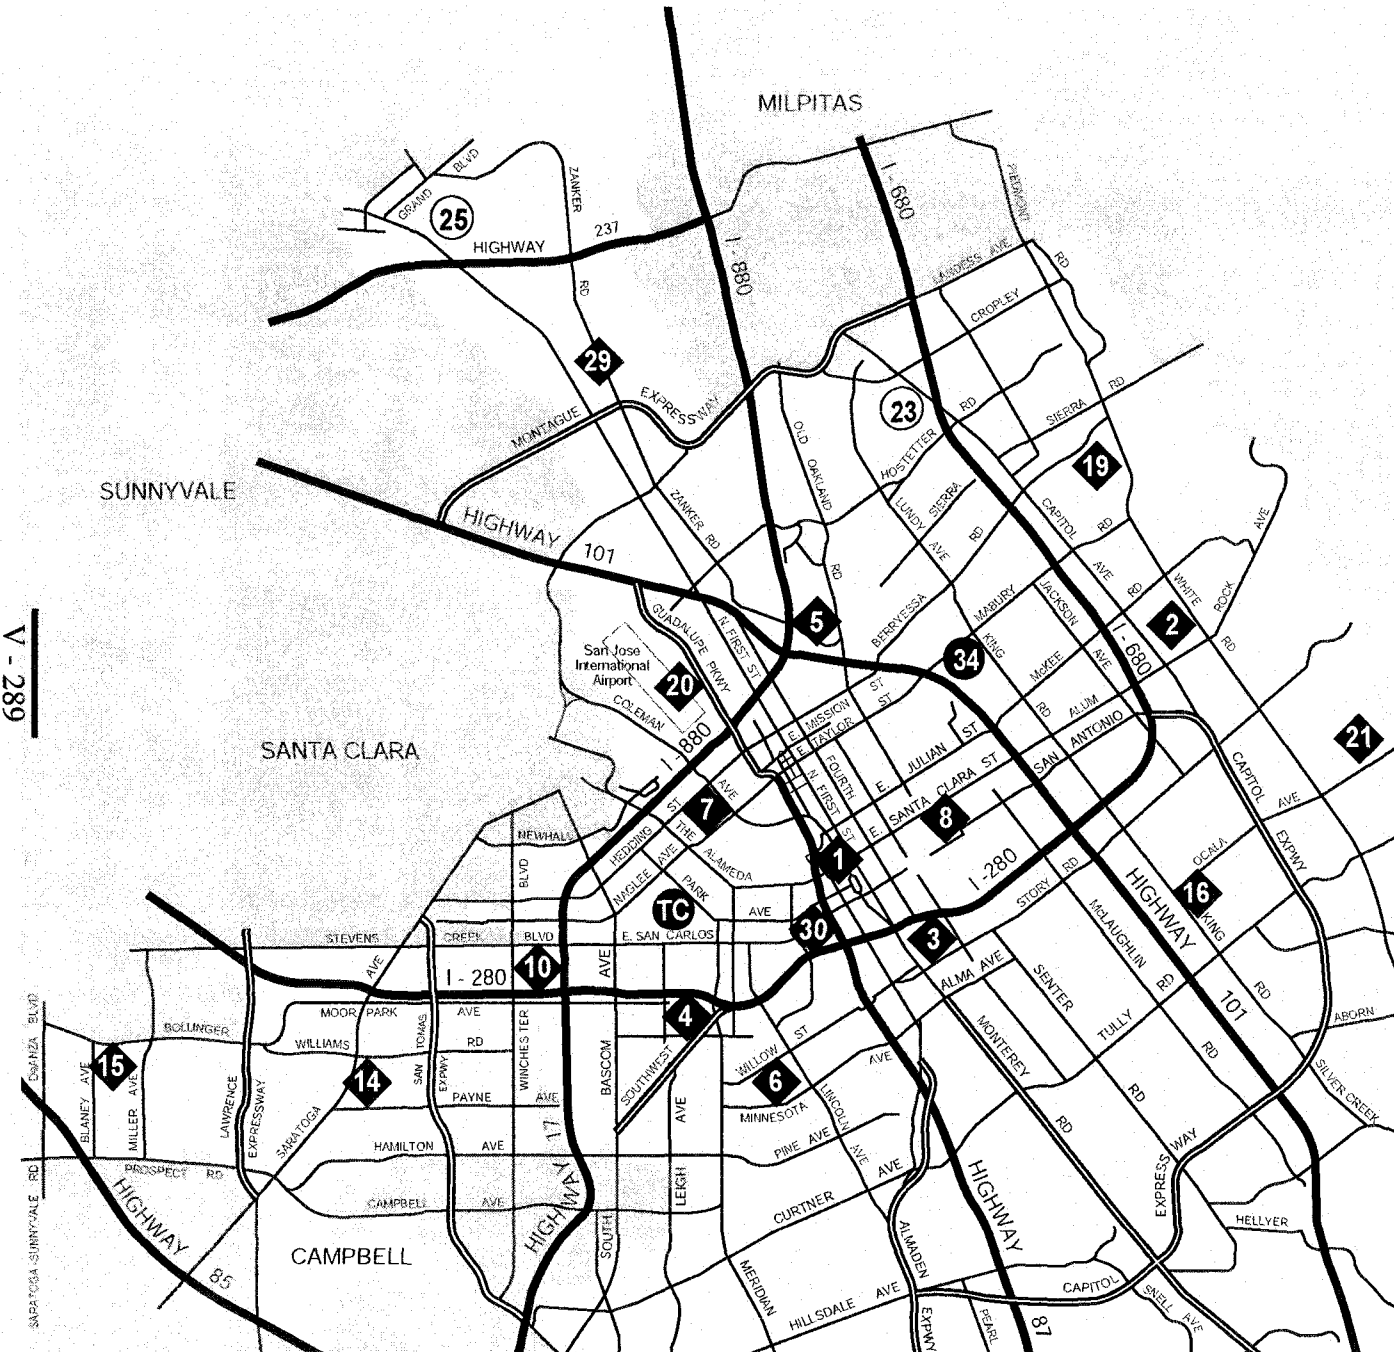 MILPITAS
GRAND BLVD
ZANKER
25
HIGHWAY 237
I - 880
I - 680
PIEDMONT
LANDESS AVE
RD
CROPLEY
RD
29
MONTAGUE EXPRESSWAY
23
HOSTETTER RD
SIERRA RD
19
SUNNYVALE
HIGHWAY 101
ZANKER RD
OLD OAKLAND RD
LUNDY AVE
SIERRA RD
CAPITOL AVE
RD
RD
WHITE RD
ROCK AVE
V - 289
GUADALUPE PKWY
N. FIRST ST
5
BERRYESSA
MABURY
JACKSON AVE
KING RD
McKEE
I - 680
2
34
San Jose
International
Airport
20
COLEMAN AVE
880
I -
E. MISSION ST
E. TAYLOR ST
ALUM
SAN ANTONIO
SANTA CLARA
21
FOURTH
N. FIRST ST
E. JULIAN ST
E. SANTA CLARA ST
CAPITOL EXPWY
AVE
7
8
NEWHALL
HEDDING ST
THE ALAMEDA
NAGLEE AVE
PARK AVE
1
I -280
STORY RD
OCALA
16
KING RD
HIGHWAY 101
McLAUGHLIN
TC
BLVD
STEVENS CREEK BLVD
E. SAN CARLOS
30
3
AVE
I - 280
10
AVE
ALMA AVE
SENTER RD
TULLY RD
RD
ABORN
MOOR PARK AVE
4
BOLLINGER
WILLIAMS RD
SAN TOMAS EXPWY
WINCHESTER
BASCOM
SOUTHWEST
WILLOW ST
AVE
MONTEREY RD
SILVER CREEK
15
14
6
SARATOGA-SUNNYVALE RD
DeANZA BLVD
BLANEY AVE
MILLER AVE
LAWRENCE EXPRESSWAY
SARATOGA
PAYNE AVE
AVE
MINNESOTA
LINCOLN AVE
HAMILTON AVE
17
PINE AVE
PROSPECT RD
CAMPBELL AVE
HIGHWAY
LEIGH
CURTNER AVE
HIGHWAY
EXPRESSWAY
HELLYER
HIGHWAY 85
CAMPBELL
SOUTH
MERIDIAN
ALMADEN EXPWY
HILLSDALE AVE
CAPITOL
SNELL AVE
PEARL
87